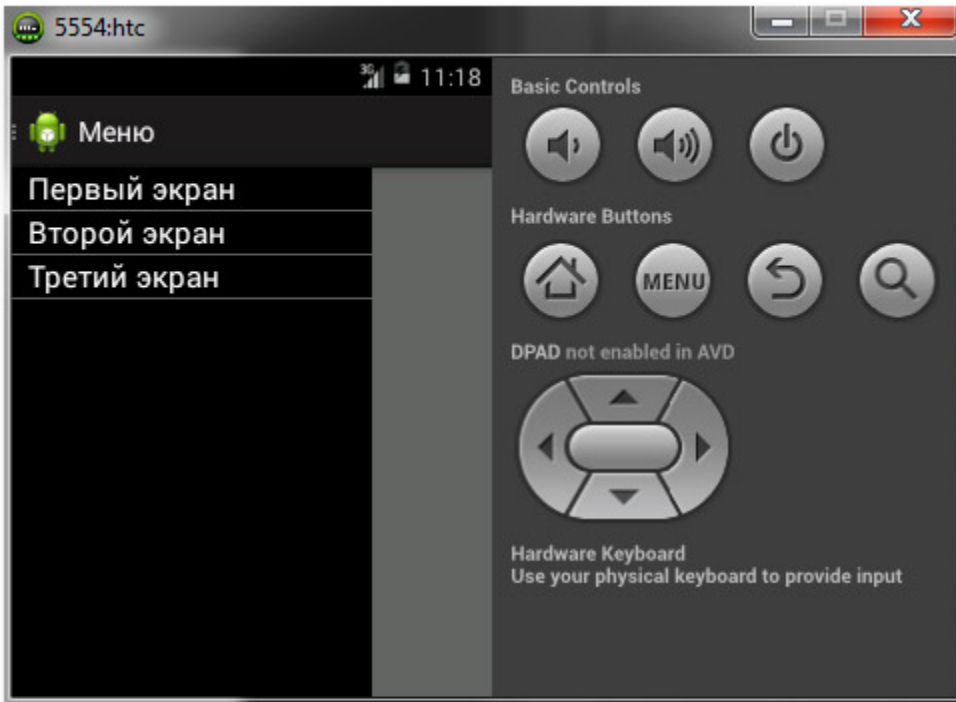 5554:htc
3G 11:18
Меню
Первый экран
Второй экран
Третий экран
Basic Controls
Hardware Buttons
MENU
DPAD not enabled in AVD
Hardware Keyboard
Use your physical keyboard to provide input